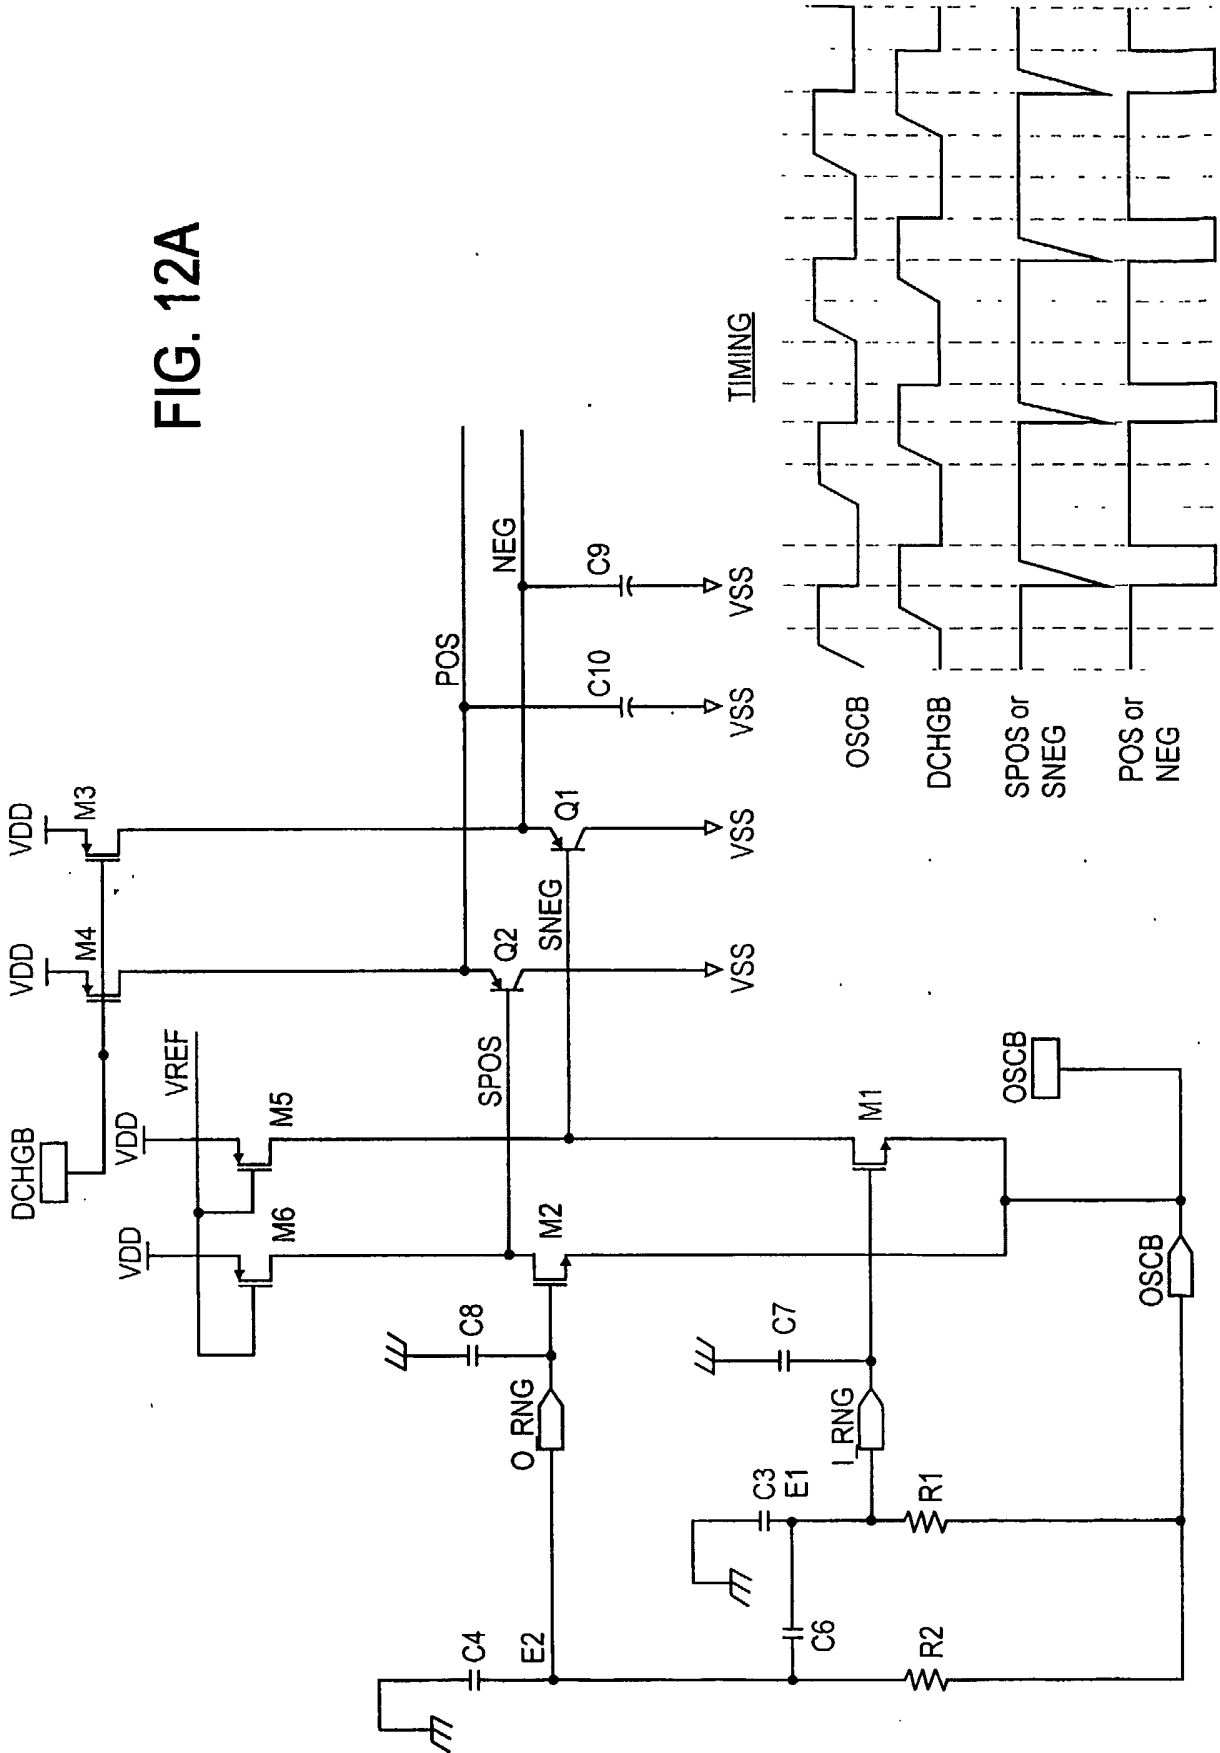 FIG. 12A
DCHGB
VDD
VDD
VDD
VDD
M4
M3
VREF
M6
M5
POS
NEG
SPOS
Q2
SNEG
Q1
C10
C9
VSS
VSS
VSS
VSS
C8
O_RNG
M2
C4
E2
C7
I_RNG
M1
C3
E1
C6
R2
R1
OSCB
OSCB
TIMING
OSCB
DCHGB
SPOS or
SNEG
POS or
NEG